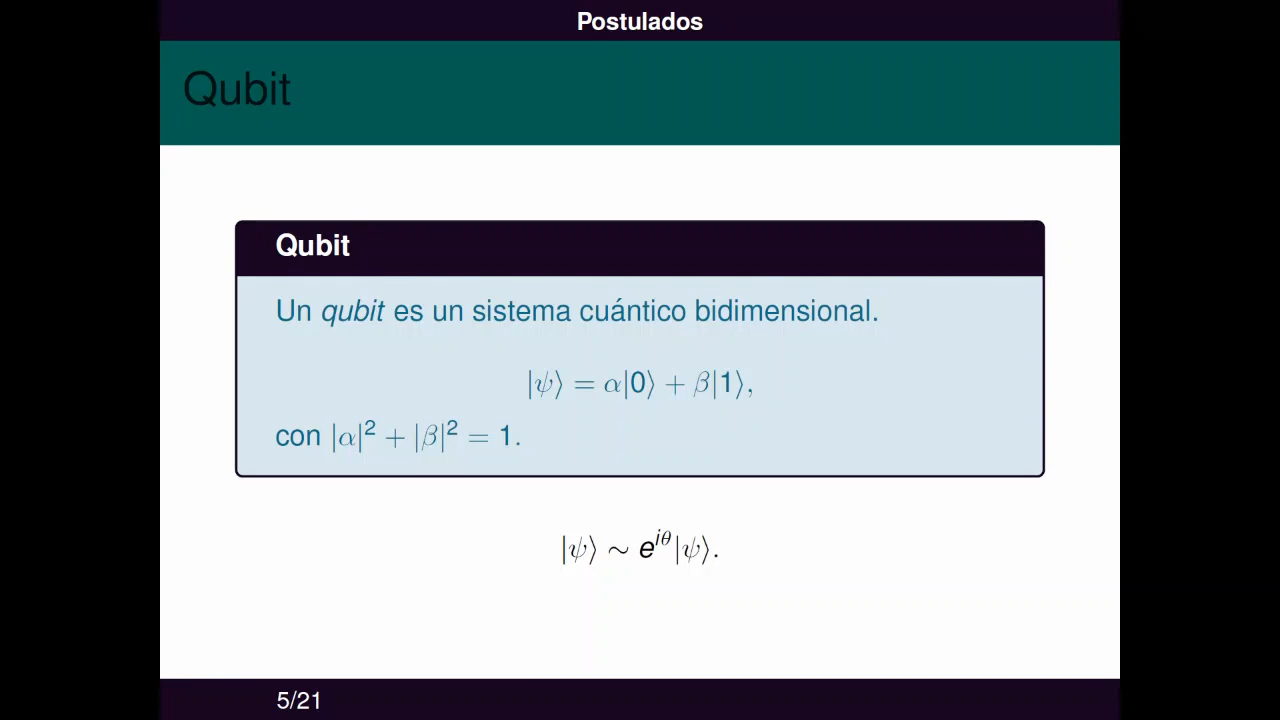 Postulados
Qubit
Qubit
Un qubit es un sistema cuántico bidimensional.
|ψ⟩ = α|0⟩ + β|1⟩,
con |α|² + |β|² = 1.
|ψ⟩ ∼ e^{iθ}|ψ⟩.
5/21